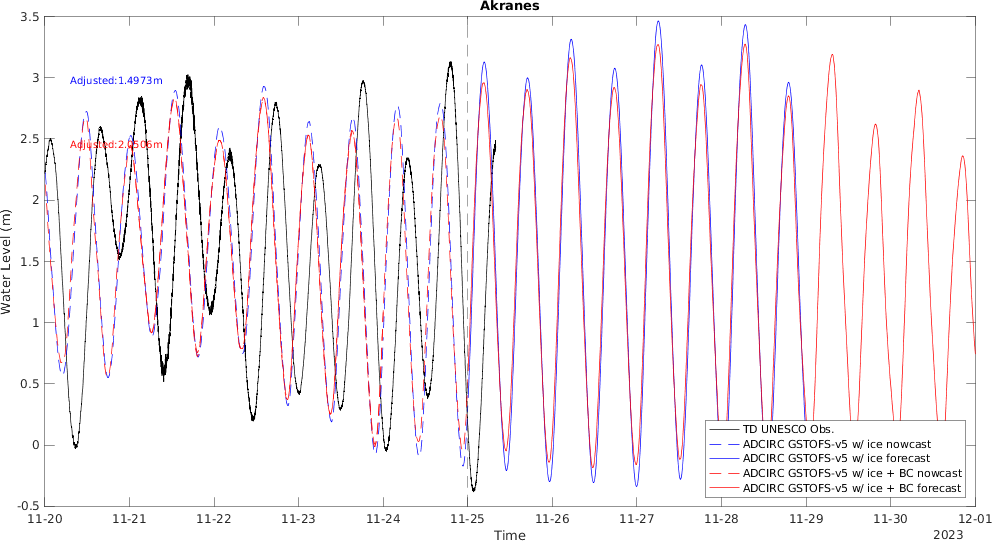 Akranes
3.5
3
2.5
2
1.5
1
0.5
0
-0.5
Water Level (m)
Adjusted:1.4973m
Adjusted:2.0506m
TD UNESCO Obs.
ADCIRC GSTOFS-v5 w/ ice nowcast
ADCIRC GSTOFS-v5 w/ ice forecast
ADCIRC GSTOFS-v5 w/ ice + BC nowcast
ADCIRC GSTOFS-v5 w/ ice + BC forecast
11-20 11-21 11-22 11-23 11-24 11-25 11-26 11-27 11-28 11-29 11-30 12-01
Time
2023